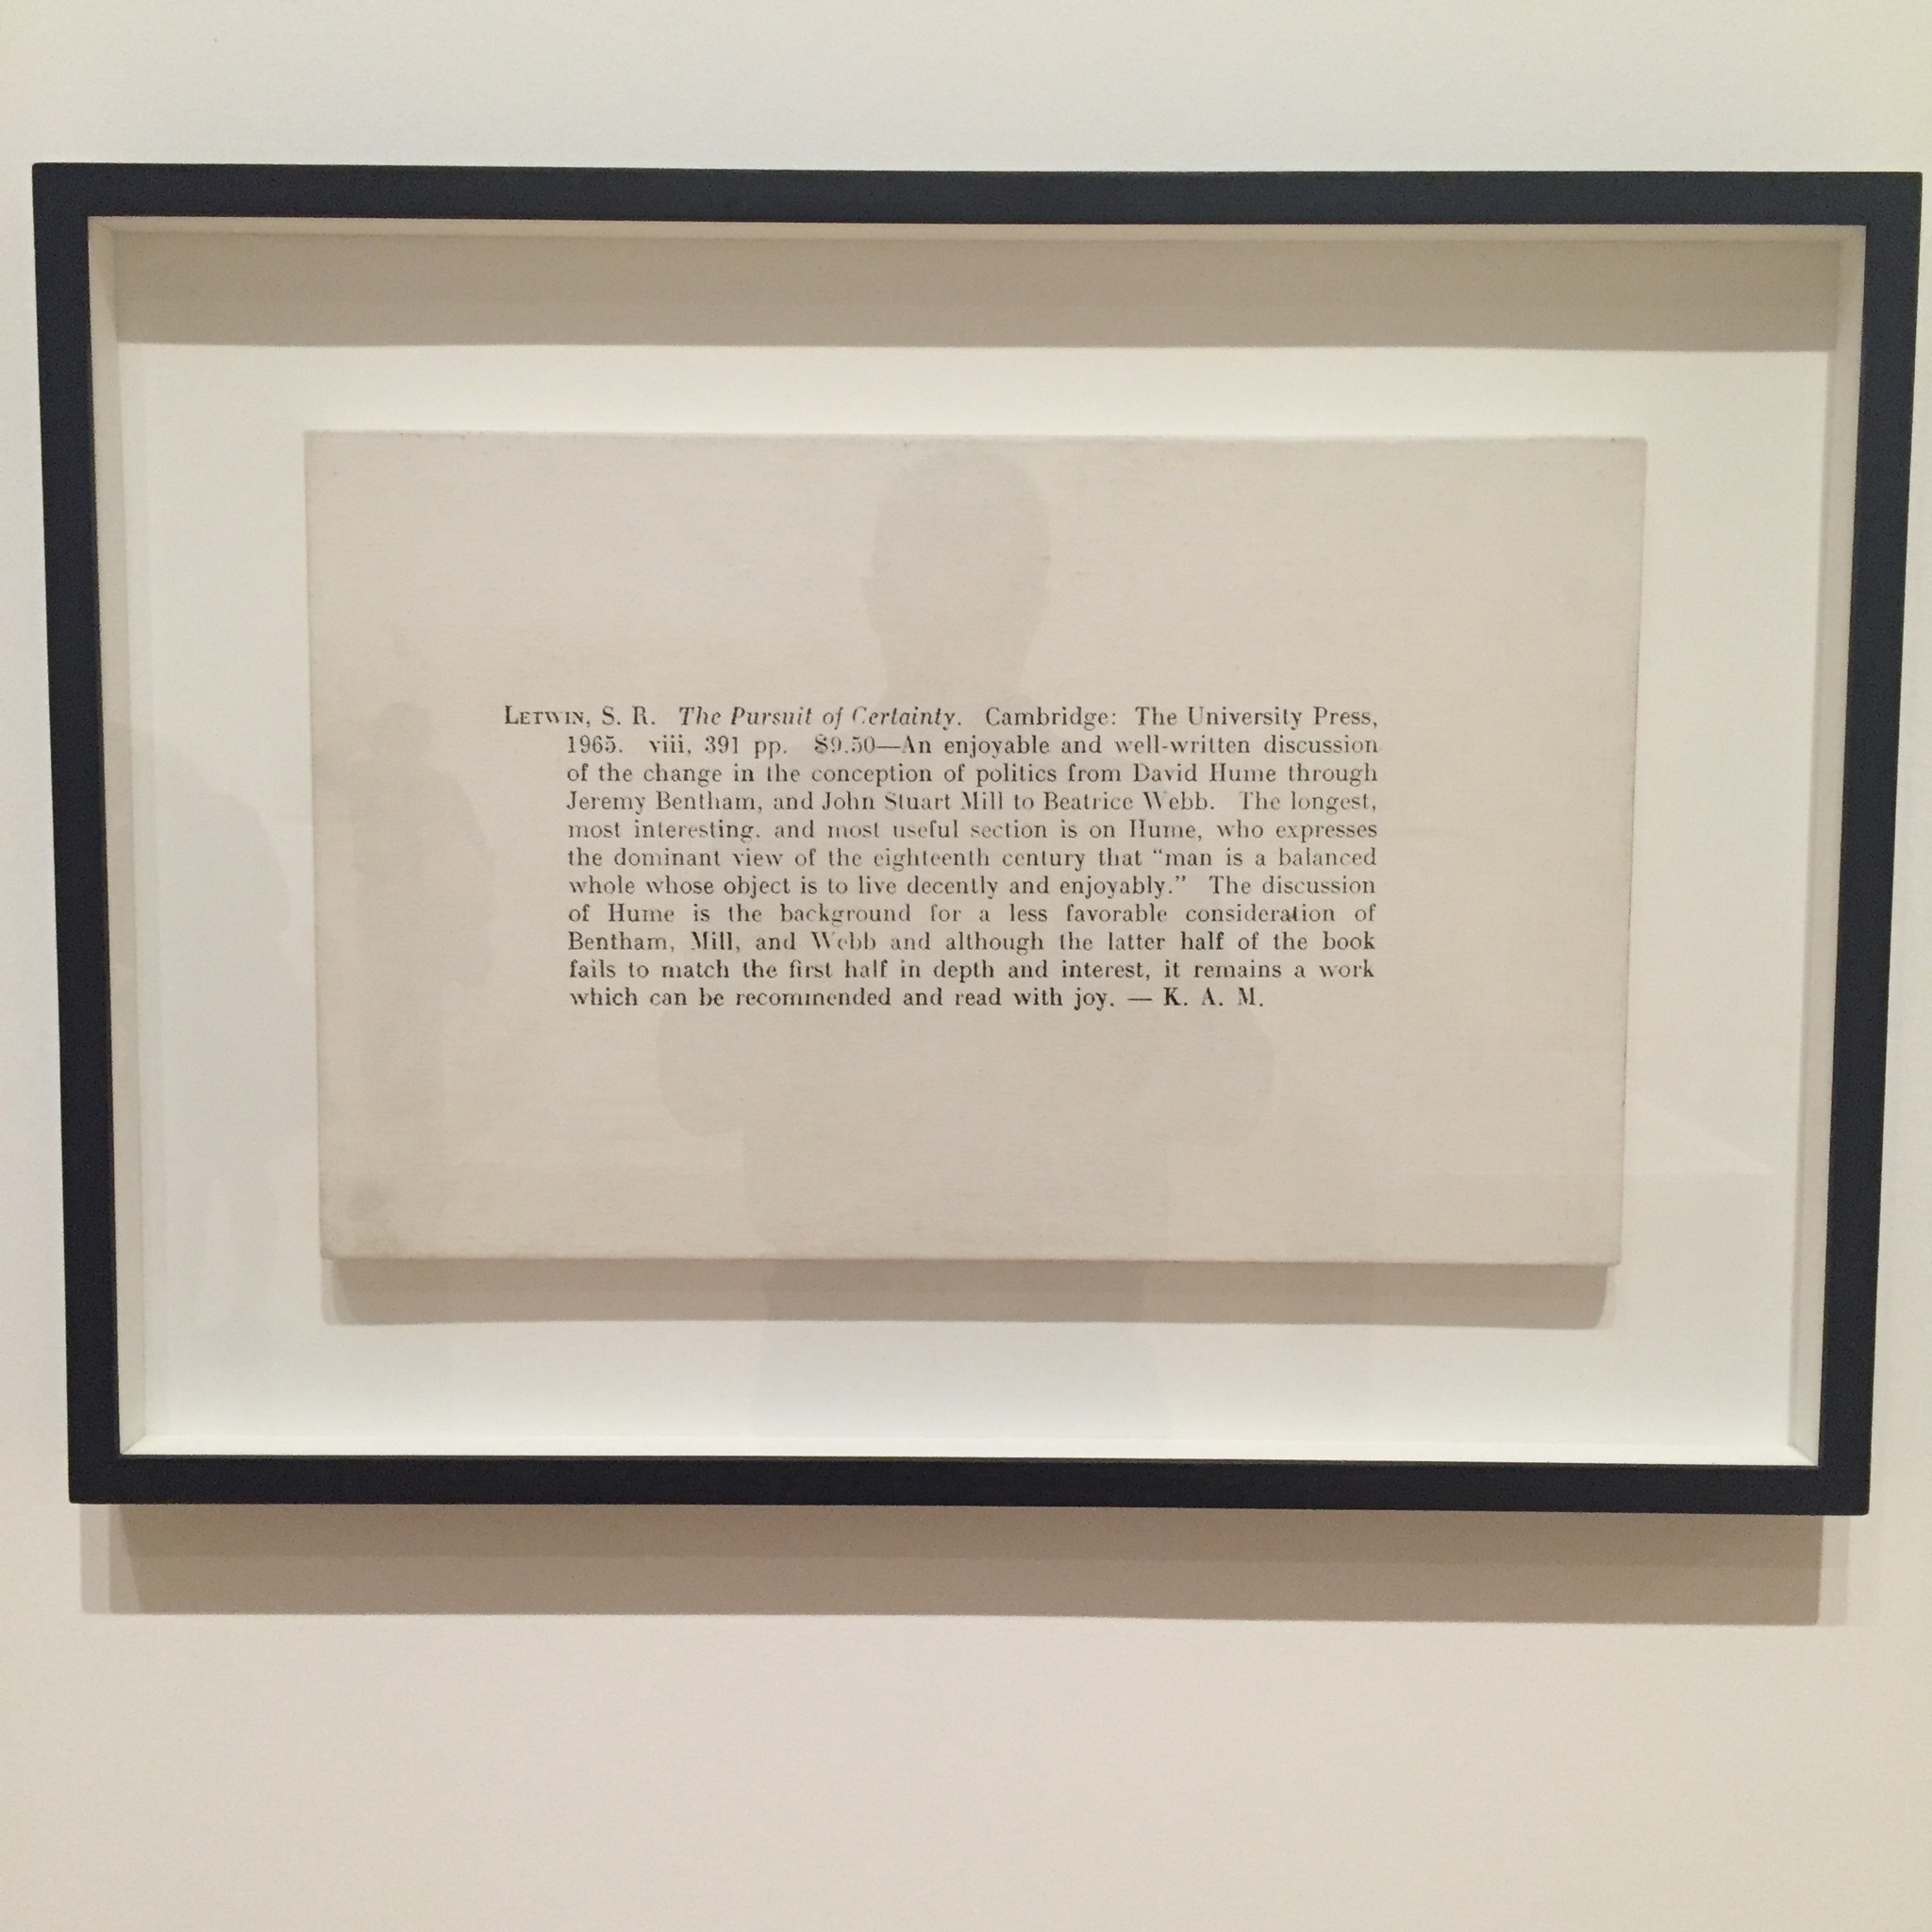 LETWIN, S. R. The Pursuit of Certainty. Cambridge: The University Press,
1965. viii, 391 pp. $9.50—An enjoyable and well-written discussion
of the change in the conception of politics from David Hume through
Jeremy Bentham, and John Stuart Mill to Beatrice Webb. The longest,
most interesting. and most useful section is on Hume, who expresses
the dominant view of the eighteenth century that “man is a balanced
whole whose object is to live decently and enjoyably.” The discussion
of Hume is the background for a less favorable consideration of
Bentham, Mill, and Webb and although the latter half of the book
fails to match the first half in depth and interest, it remains a work
which can be recommended and read with joy. — K. A. M.